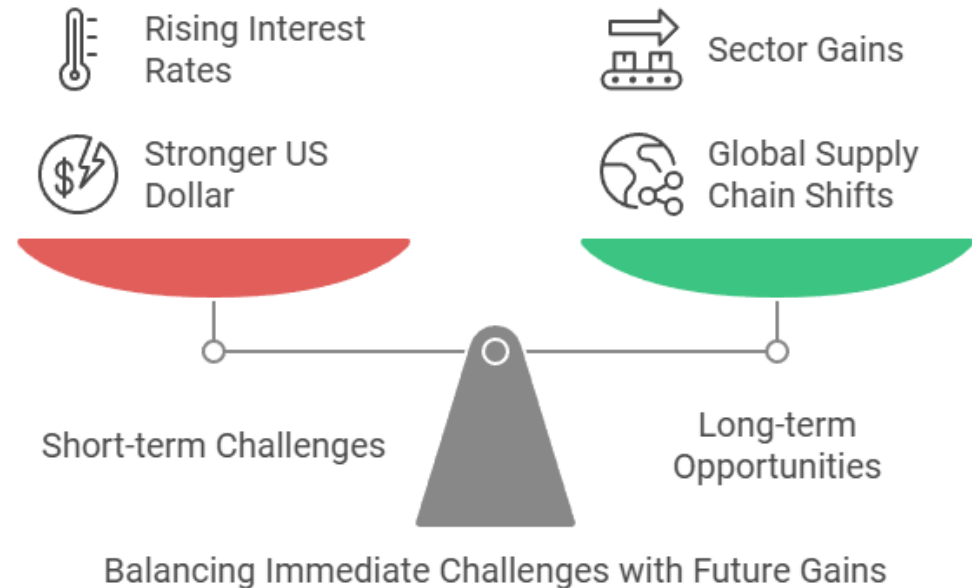 Rising Interest
Rates
Stronger US
Dollar
$
Sector Gains
Global Supply
Chain Shifts
Short-term Challenges
Long-term
Opportunities
Balancing Immediate Challenges with Future Gains